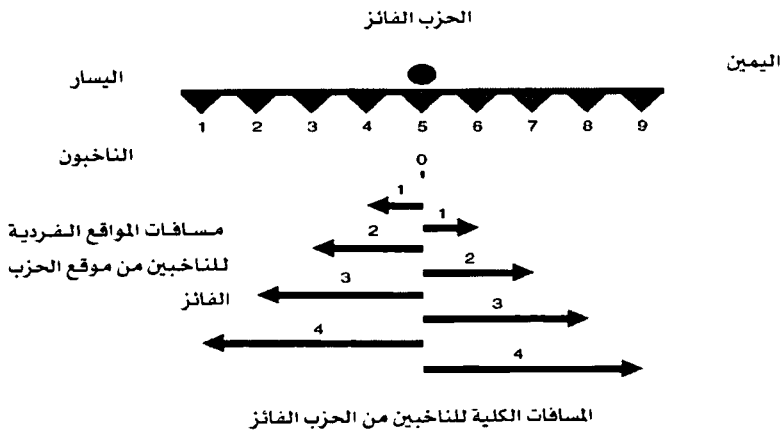 الحزب الفائز
اليمين
اليسار
1 2 3 4 5 6 7 8 9
الناخبون
0
1
1
مسافات المواقع الفردية
2
للناخبين من موقع الحزب
2
3
الفائز
3
4
4
المسافات الكلية للناخبين من الحزب الفائز